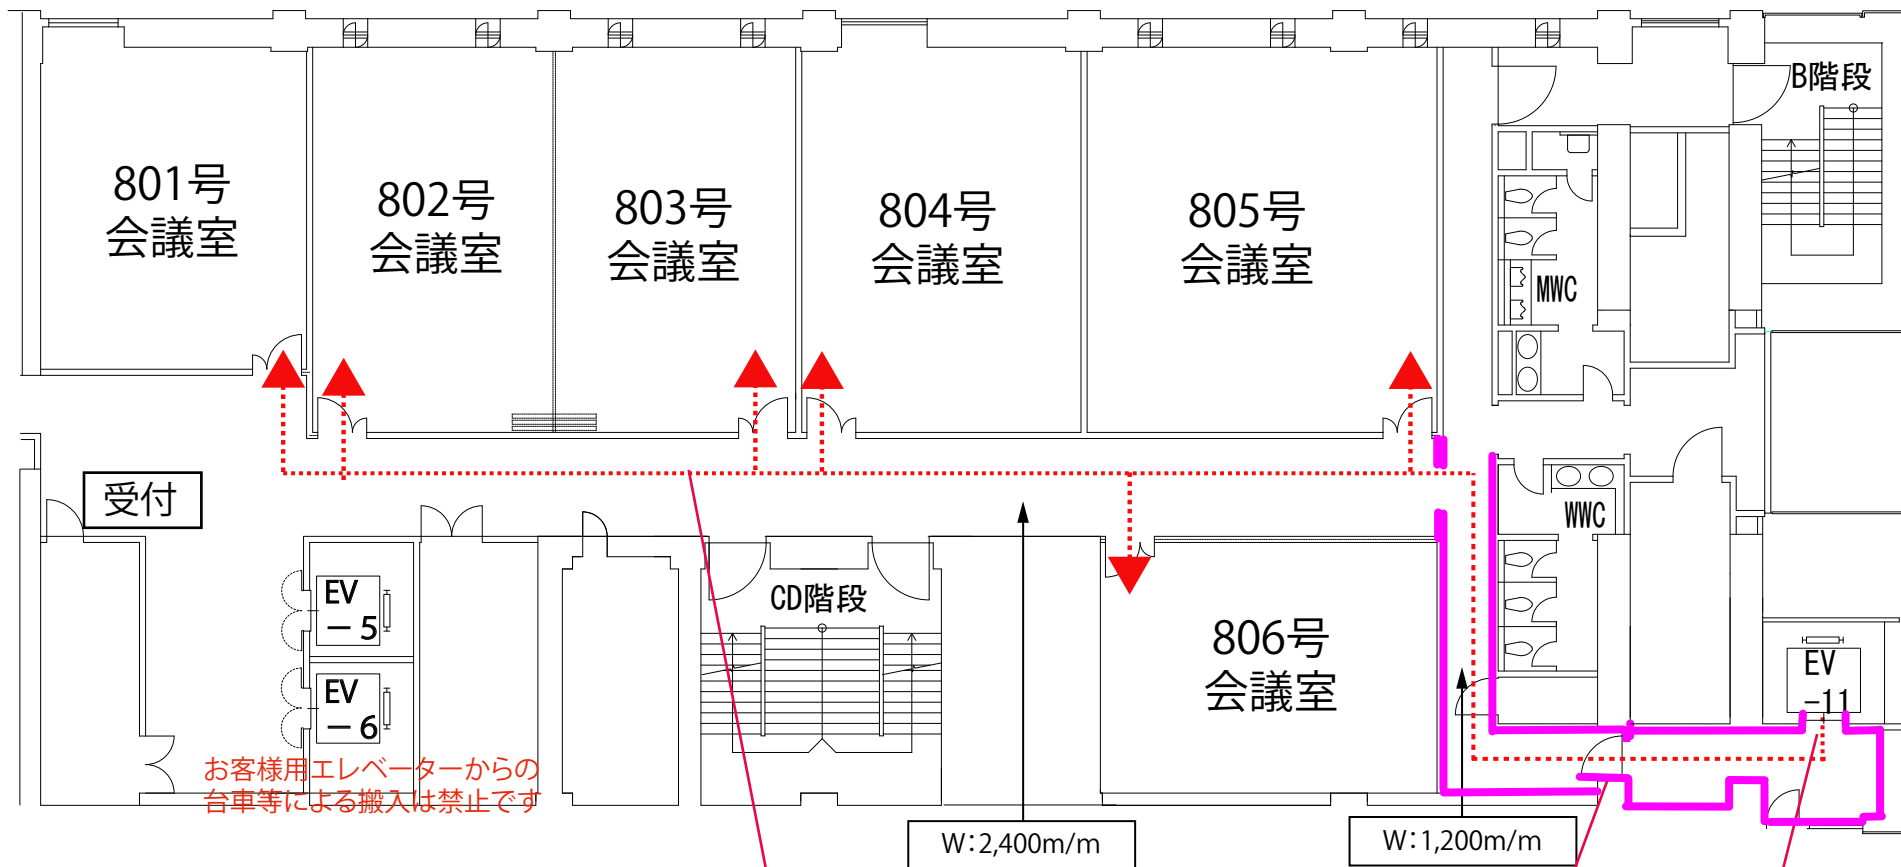 B階段
801号
会議室
802号
会議室
803号
会議室
804号
会議室
805号
会議室
MWC
受付
WWC
EV
－5
CD階段
806号
会議室
EV
－6
EV
-11
お客様用エレベーターからの
台車等による搬入は禁止です
W：2,400m/m
W：1,200m/m